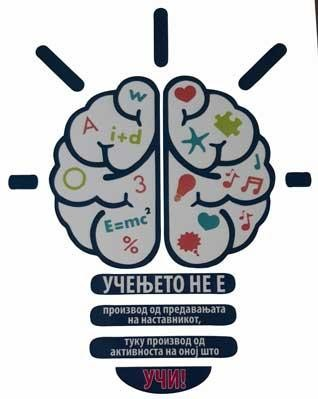 w
A
i+d
3
E=mc²
%
УЧЕЊЕТО НЕ Е
производ од предавањата
на наставникот,
туку производ од
активноста на оној што
УЧИ!